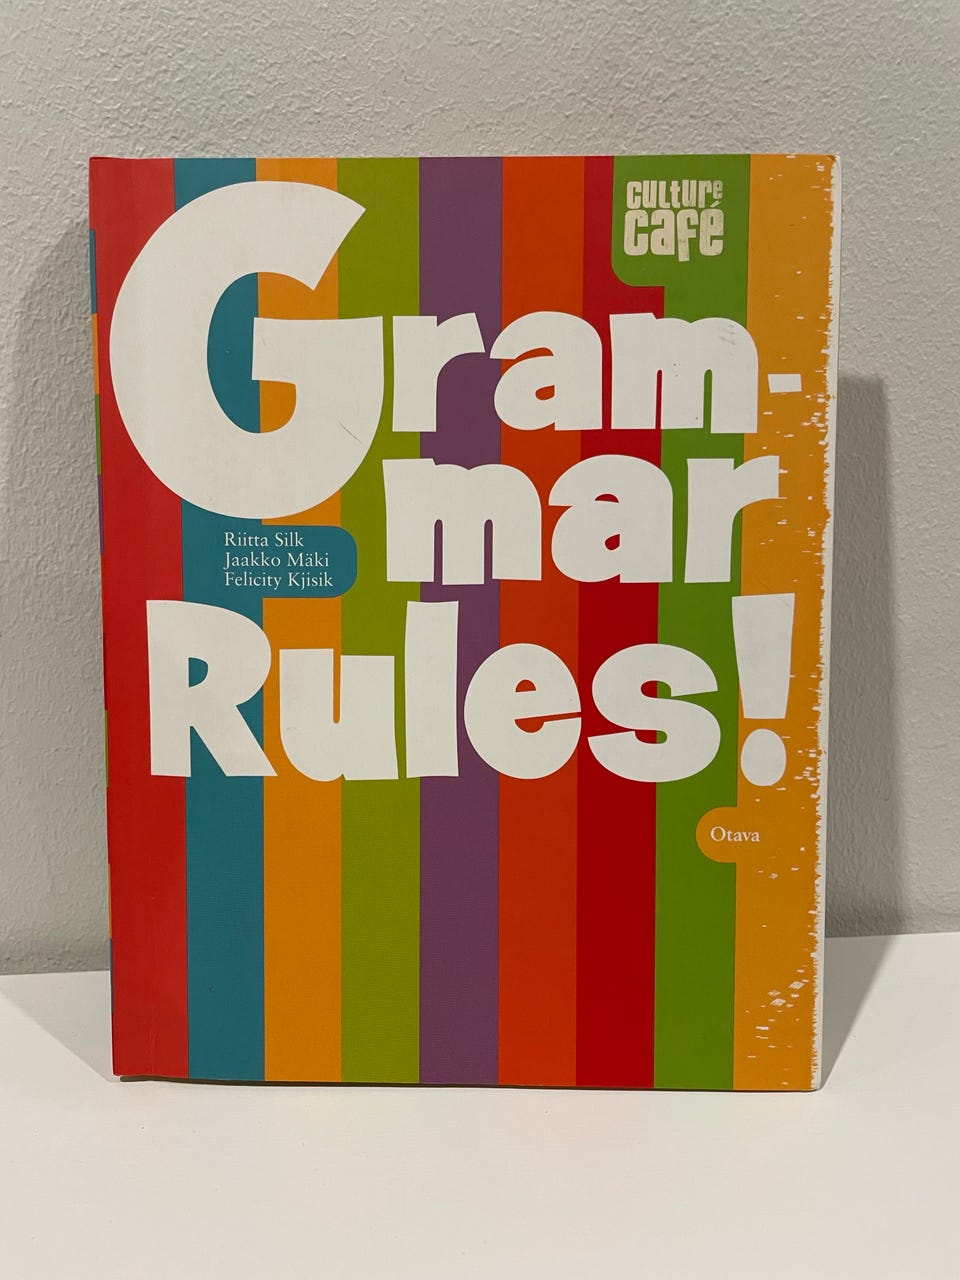 culture
café
Gram-
mar
Riitta Silk
Jaakko Mäki
Felicity Kjisik
Rules!
Otava